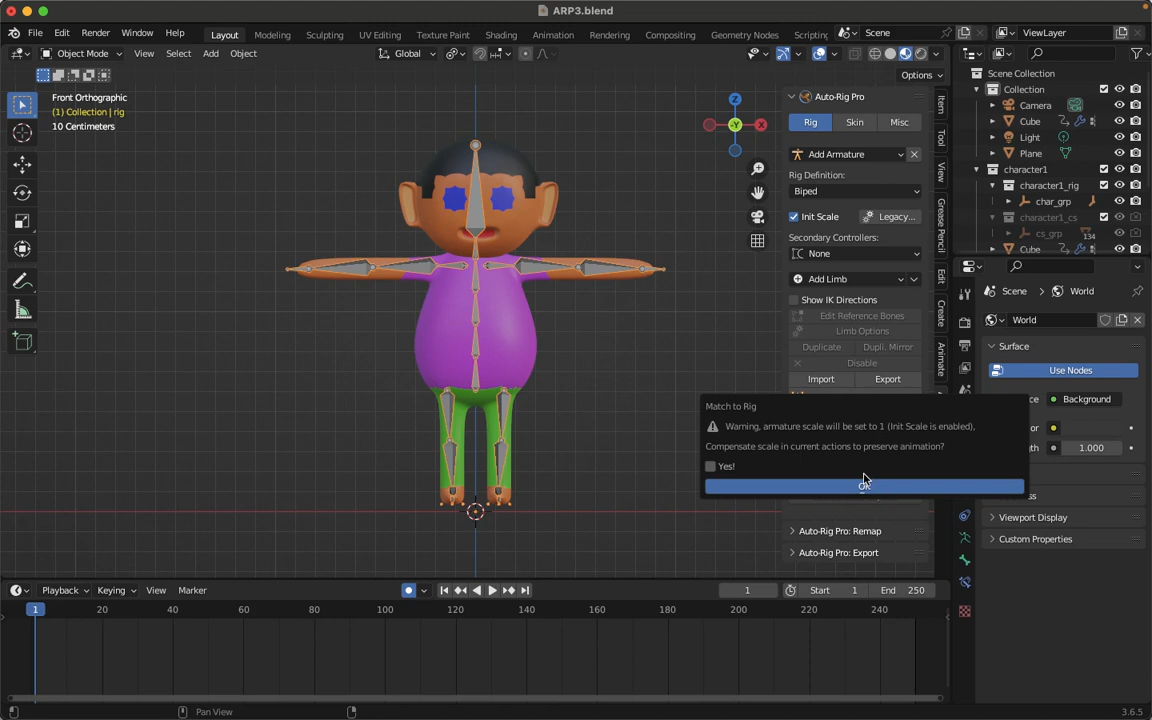 ARP3.blend
File Edit Render Window Help
Layout Modeling Sculpting UV Editing Texture Paint Shading Animation Rendering Compositing Geometry Nodes Scripting
Scene
ViewLayer
Object Mode View Select Add Object
Global
Options
Front Orthographic
(1) Collection | rig
10 Centimeters
Z
X
-Y
Auto-Rig Pro
Rig Skin Misc
Add Armature
Rig Definition:
Biped
Init Scale Legacy...
Secondary Controllers:
None
Add Limb
Show IK Directions
Edit Reference Bones
Limb Options
Duplicate Dupli. Mirror
Disable
Import Export
Match to Rig
Warning, armature scale will be set to 1 (Init Scale is enabled),
Compensate scale in current actions to preserve animation?
Yes!
Auto-Rig Pro: Remap
Auto-Rig Pro: Export
Item
Tool
View
Grease Pencil
Edit
Create
Animate
Scene Collection
Collection
Camera
Cube
Light
Plane
character1
character1_rig
char_grp
character1_cs
cs_grp
134
Cube
Scene World
World
Surface
Use Nodes
Background
1.000
Viewport Display
Custom Properties
Playback Keying View Marker
1
Start 1
End 250
1 20 40 60 80 100 120 140 160 180 200 220 240
Pan View
3.6.5